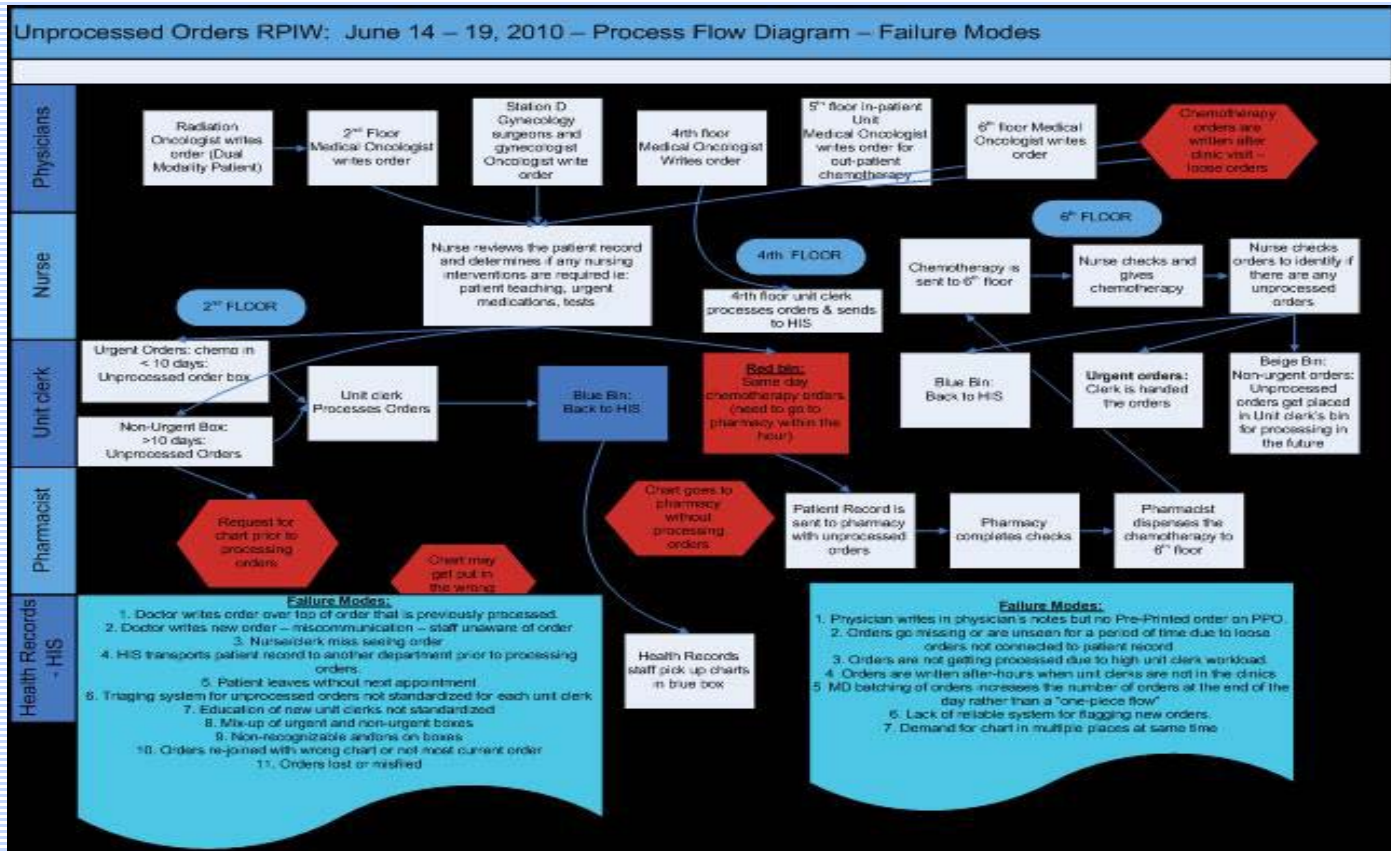 Unprocessed Orders RPIW: June 14 – 19, 2010 – Process Flow Diagram – Failure Modes
Physicians
Radiation
Oncologist writes
order (Dual
Modality Patient)
2nd Floor
Medical Oncologist
writes order
Station D
Gynecology
surgeons and
gynecologist
Oncologist write
order
4rth floor
Medical Oncologist
Writes order
5th floor in-patient
Unit
Medical Oncologist
writes order for
out-patient
chemotherapy
6th floor Medical
Oncologist writes
order
Chemotherapy
orders are
written after
clinic visit –
loose orders
Nurse
2nd FLOOR
Nurse reviews the patient record
and determines if any nursing
interventions are required ie:
patient teaching, urgent
medications, tests
4rth FLOOR
4rth floor unit clerk
processes orders & sends
to HIS
6th FLOOR
Chemotherapy is
sent to 6th floor
Nurse checks and
gives
chemotherapy
Nurse checks
orders to identify if
there are any
unprocessed
orders
Unit clerk
Urgent Orders: chemo in
< 10 days:
Unprocessed order box
Non-Urgent Box:
>10 days:
Unprocessed Orders
Unit clerk
Processes Orders
Blue Bin:
Back to HIS
Red bin:
Same day
chemotherapy orders
(need to go to
pharmacy within the
hour)
Blue Bin:
Back to HIS
Urgent orders:
Clerk is handed
the orders
Beige Bin:
Non-urgent orders:
Unprocessed
orders get placed
in Unit clerk's bin
for processing in
the future
Pharmacist
Request for
chart prior to
processing
orders
Chart may
get put in
the wrong
Chart goes to
pharmacy
without
processing
orders
Patient Record is
sent to pharmacy
with unprocessed
orders
Pharmacy
completes checks
Pharmacist
dispenses the
chemotherapy to
6th floor
Health Records
- HIS
Failure Modes:
1. Doctor writes order over top of order that is previously processed.
2. Doctor writes new order – miscommunication – staff unaware of order
3. Nurse/clerk miss seeing order
4. HIS transports patient record to another department prior to processing
orders.
5. Patient leaves without next appointment
6. Triaging system for unprocessed orders not standardized for each unit clerk
7. Education of new unit clerks not standardized
8. Mix-up of urgent and non-urgent boxes
9. Non-recognizable andons on boxes
10. Orders re-joined with wrong chart or not most current order
11. Orders lost or misfiled
Health Records
staff pick up charts
in blue box
Failure Modes:
1. Physician writes in physician's notes but no Pre-Printed order on PPO.
2. Orders go missing or are unseen for a period of time due to loose
orders not connected to patient record
3. Orders are not getting processed due to high unit clerk workload.
4. Orders are written after-hours when unit clerks are not in the clinics
5 MD batching of orders increases the number of orders at the end of the
day rather than a "one-piece flow"
6. Lack of reliable system for flagging new orders.
7. Demand for chart in multiple places at same time